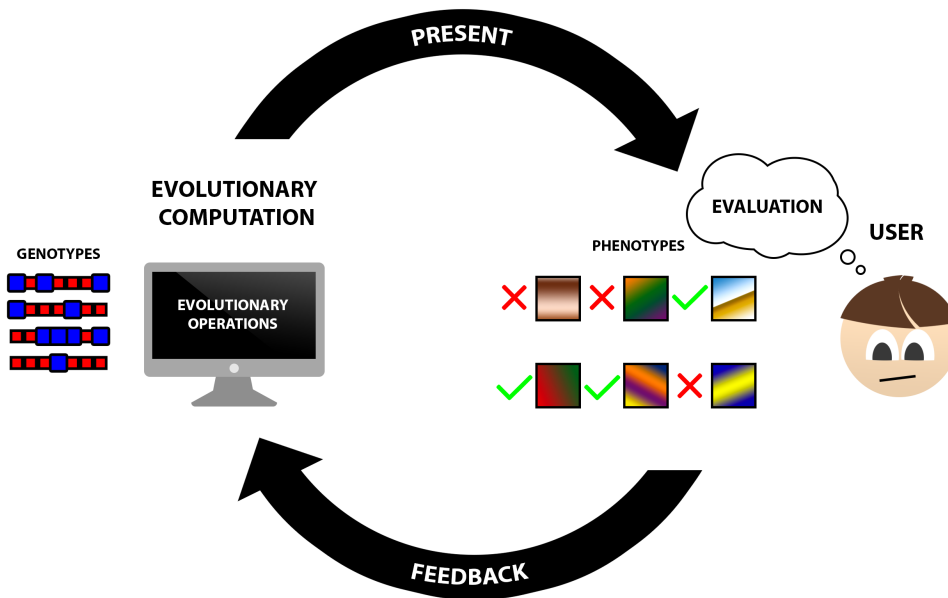 PRESENT
EVOLUTIONARY
COMPUTATION
EVALUATION
USER
GENOTYPES
PHENOTYPES
EVOLUTIONARY
OPERATIONS
FEEDBACK